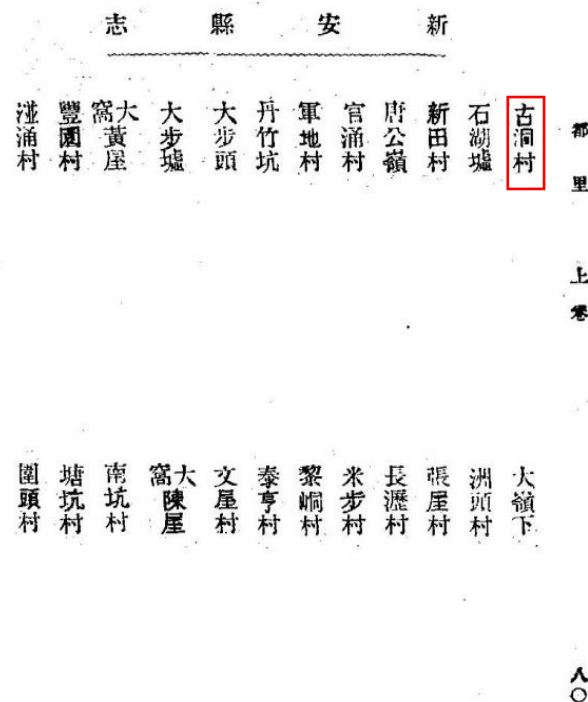 新安縣志
都里 上卷 八〇
古洞村
石湖墟
新田村
唐公嶺
官涌村
軍地村
丹竹坑
大步頭
大步墟
大窩黃屋
豐園村
湴涌村
大嶺下
洲頭村
張屋村
長瀝村
米步村
黎峒村
泰亨村
文屋村
大窩陳屋
南坑村
塘坑村
圍頭村